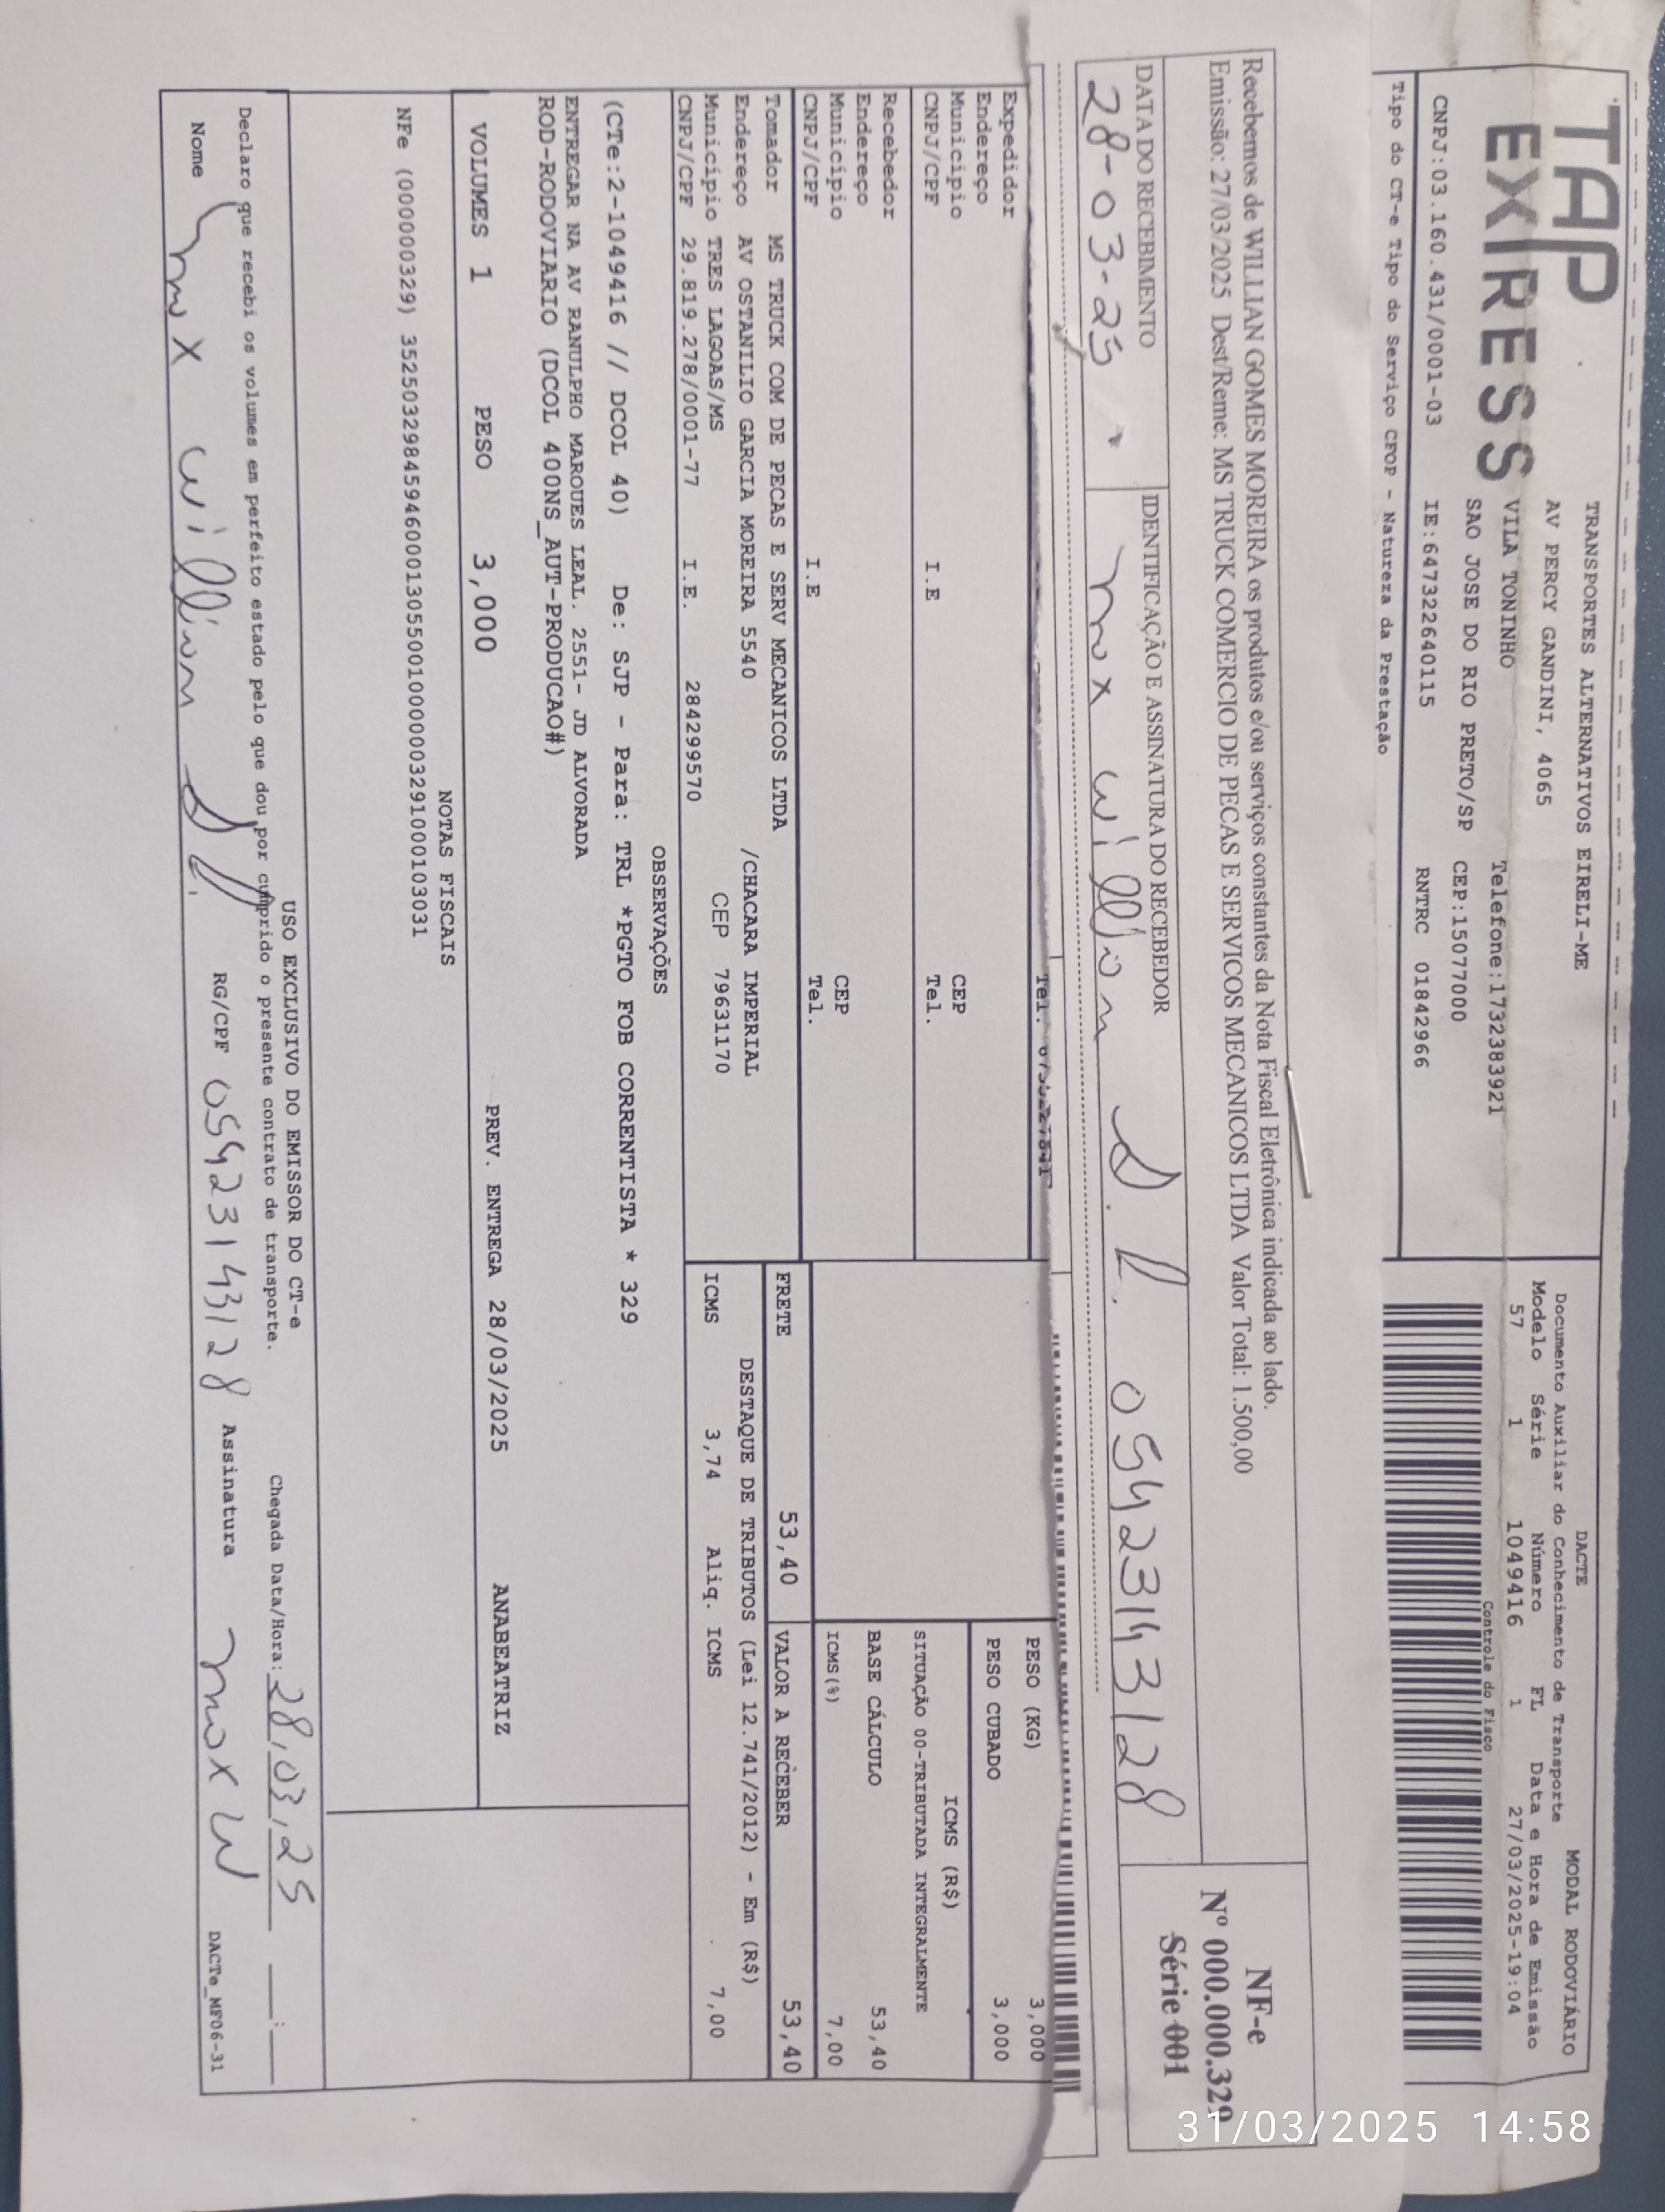 TAP EXPRESS
TRANSPORTES ALTERNATIVOS EIRELI-ME
AV PERCY GANDINI, 4065
VILA TONINHO Telefone:1732383921
SAO JOSE DO RIO PRETO/SP CEP:15077000
CNPJ:03.160.431/0001-03 IE:647322640115 RNTRC 01842966
Tipo do CT-e Tipo do Serviço CFOP - Natureza da Prestação
DACTE MODAL RODOVIÁRIO
Documento Auxiliar do Conhecimento de Transporte
Modelo Série Número FL Data e Hora de Emissão
57 1 1049416 1 27/03/2025-19:04
Controle do Fisco
Recebemos de WILLIAN GOMES MOREIRA os produtos e/ou serviços constantes da Nota Fiscal Eletrônica indicada ao lado.
Emissão: 27/03/2025 Dest/Reme: MS TRUCK COMERCIO DE PECAS E SERVICOS MECANICOS LTDA Valor Total: 1.500,00
DATA DO RECEBIMENTO IDENTIFICAÇÃO E ASSINATURA DO RECEBEDOR
28-03-25 max willian 05423143128
NF-e
Nº 000.000.329
Série 001
Tel.
Expedidor
Endereço
Município CEP
CNPJ/CPF I.E Tel.
Recebedor
Endereço
Município CEP
CNPJ/CPF I.E Tel.
PESO (KG) 3,000
PESO CUBADO 3,000
ICMS (R$)
SITUAÇÃO 00-TRIBUTADA INTEGRALMENTE
BASE CÁLCULO 53,40
ICMS(%) 7,00
Tomador MS TRUCK COM DE PECAS E SERV MECANICOS LTDA
Endereço AV OSTANILIO GARCIA MOREIRA 5540 /CHACARA IMPERIAL
Município TRES LAGOAS/MS CEP 79631170
CNPJ/CPF 29.819.278/0001-77 I.E. 284299570
FRETE 53,40 VALOR A RECEBER 53,40
DESTAQUE DE TRIBUTOS (Lei 12.741/2012) - Em (R$)
ICMS 3,74 Aliq. ICMS 7,00
OBSERVAÇÕES
(CTe:2-1049416 // DCOL 40) De: SJP - Para: TRL *PGTO FOB CORRENTISTA * 329
ENTREGAR NA AV RANULPHO MARQUES LEAL, 2551- JD ALVORADA
ROD-RODOVIARIO (DCOL 400NS_AUT-PRODUCAO#)
VOLUMES 1 PESO 3,000 PREV. ENTREGA 28/03/2025 ANABEATRIZ
NOTAS FISCAIS
NFe (000000329) 35250329845946000130550010000003291000103031
USO EXCLUSIVO DO EMISSOR DO CT-e
Declaro que recebi os volumes em perfeito estado pelo que dou por cumprido o presente contrato de transporte. Chegada Data/Hora: 28,03,25
Nome max willian RG/CPF 05423143128 Assinatura max w
DACTe_MF06-31
31/03/2025 14:58